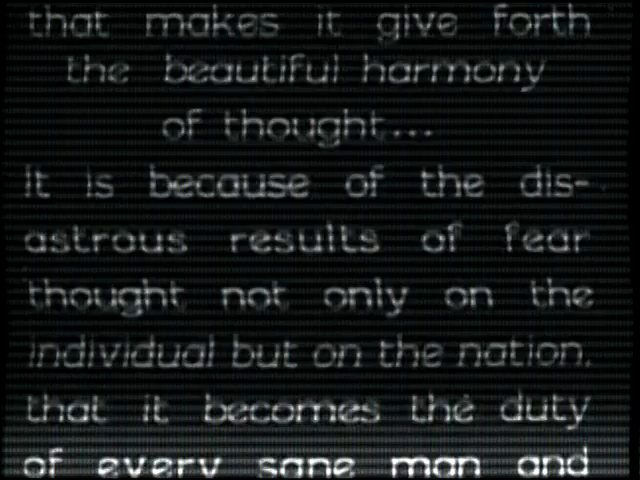 that makes it give forth
the beautiful harmony
of thought...
It is because of the dis-
astrous results of fear
thought not only on the
individual but on the nation,
that it becomes the duty
of every sane man and